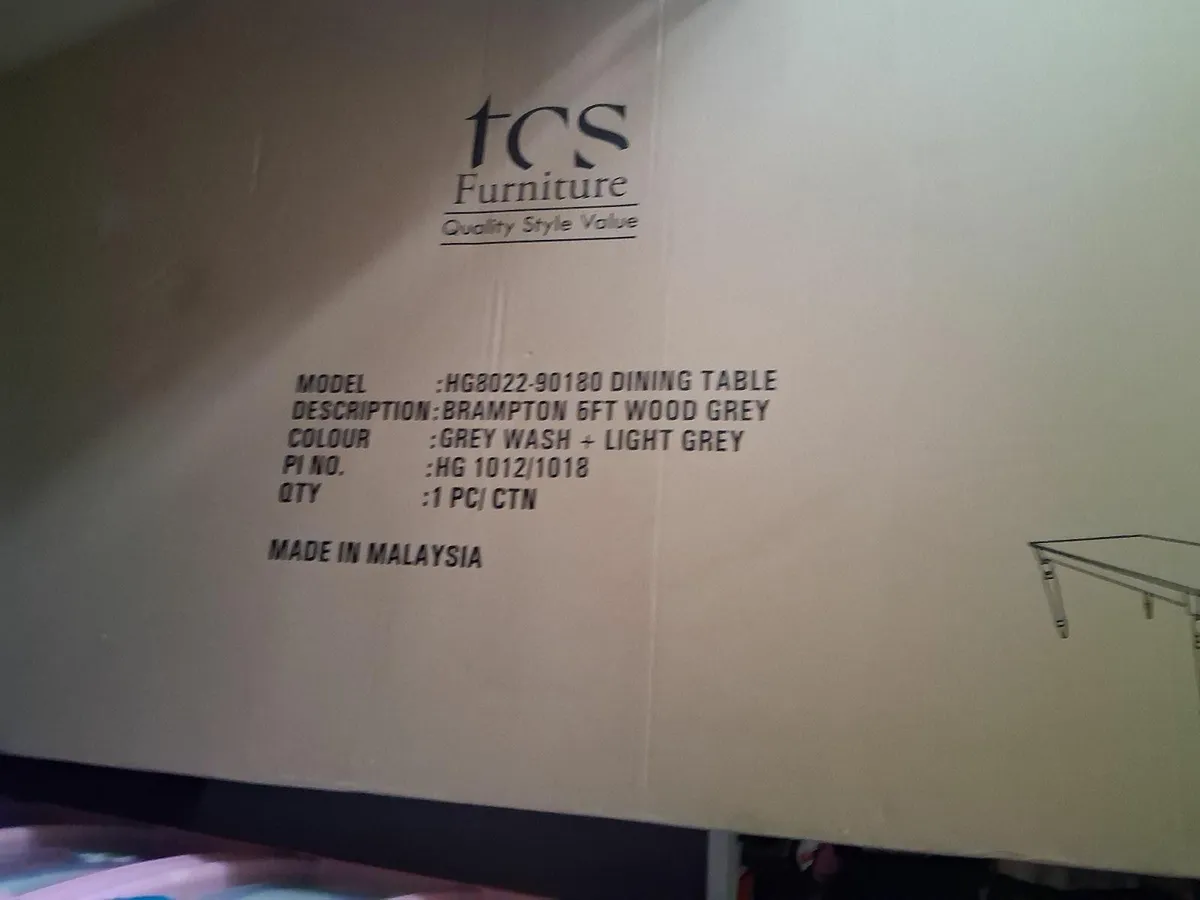 tcs
Furniture
Quality Style Value
MODEL :HG8022-90180 DINING TABLE
DESCRIPTION:BRAMPTON 6FT WOOD GREY
COLOUR :GREY WASH + LIGHT GREY
PI NO. :HG 1012/1018
QTY :1 PC/ CTN
MADE IN MALAYSIA